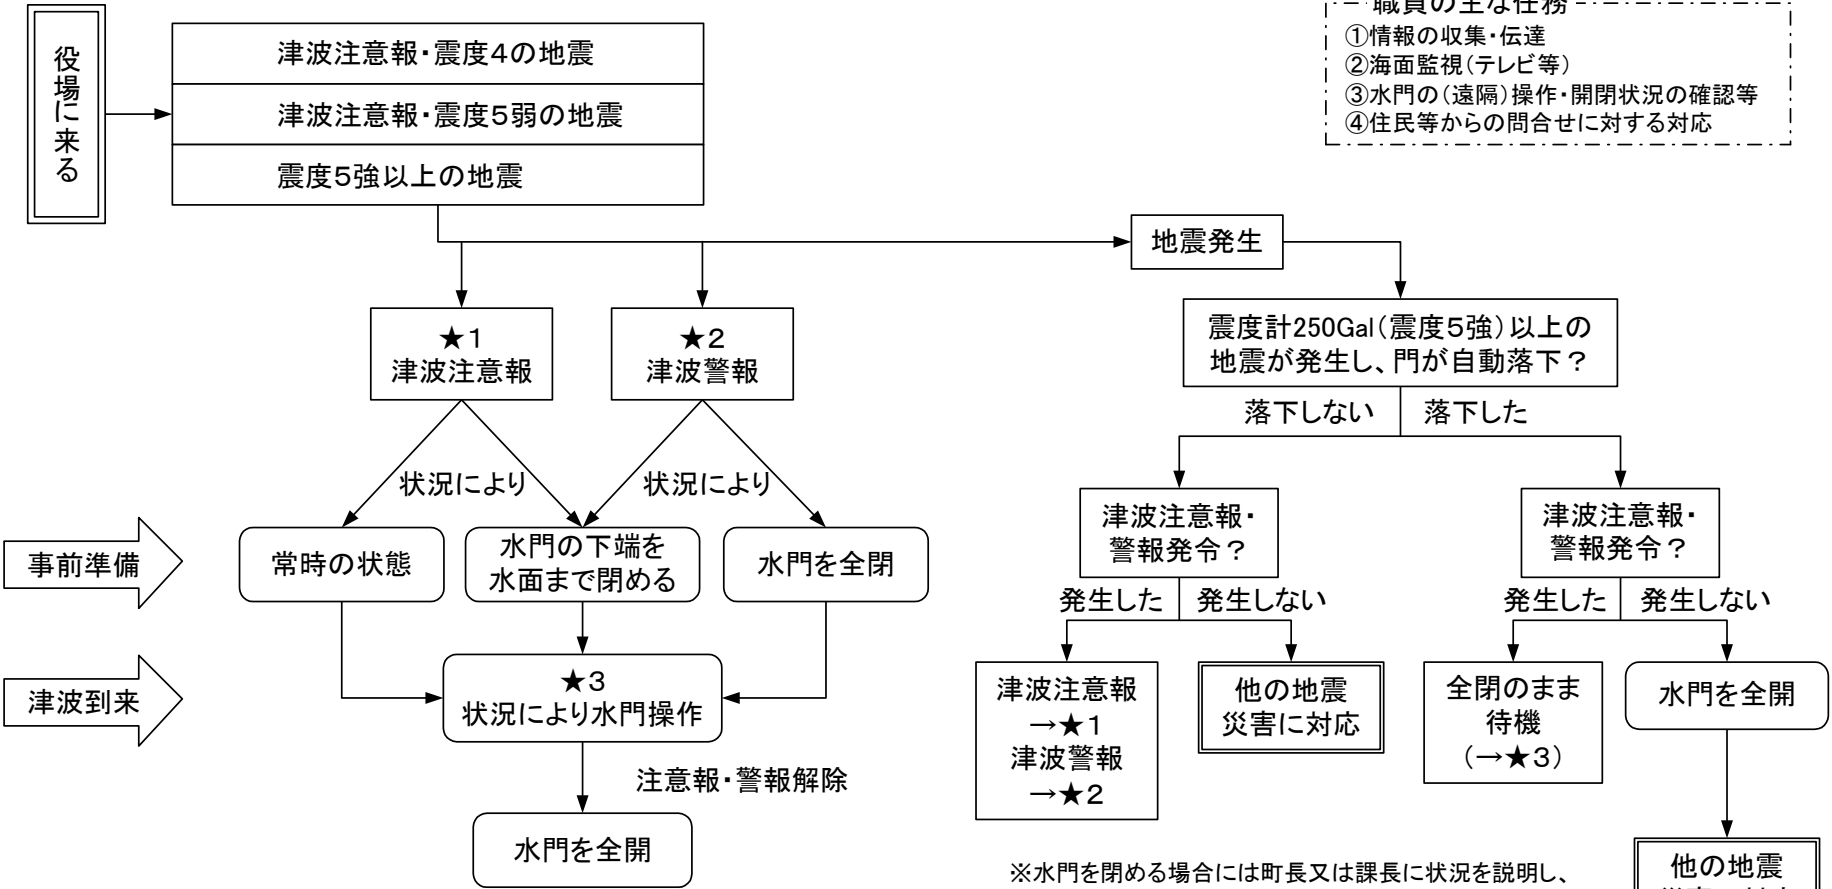 職員の主な任務
①情報の収集・伝達
②海面監視(テレビ等)
③水門の(遠隔)操作・開閉状況の確認等
④住民等からの問合せに対する対応
役場に来る
津波注意報・震度4の地震
津波注意報・震度5弱の地震
震度5強以上の地震
地震発生
★1
津波注意報
★2
津波警報
震度計250Gal(震度5強)以上の
地震が発生し、門が自動落下?
落下しない
落下した
状況により
状況により
津波注意報・
警報発令?
津波注意報・
警報発令?
事前準備
常時の状態
水門の下端を
水面まで閉める
水門を全閉
発生した
発生しない
発生した
発生しない
津波到来
★3
状況により水門操作
津波注意報
→★1
津波警報
→★2
他の地震
災害に対応
全閉のまま
待機
(→★3)
水門を全開
注意報・警報解除
水門を全開
※水門を閉める場合には町長又は課長に状況を説明し、
他の地震